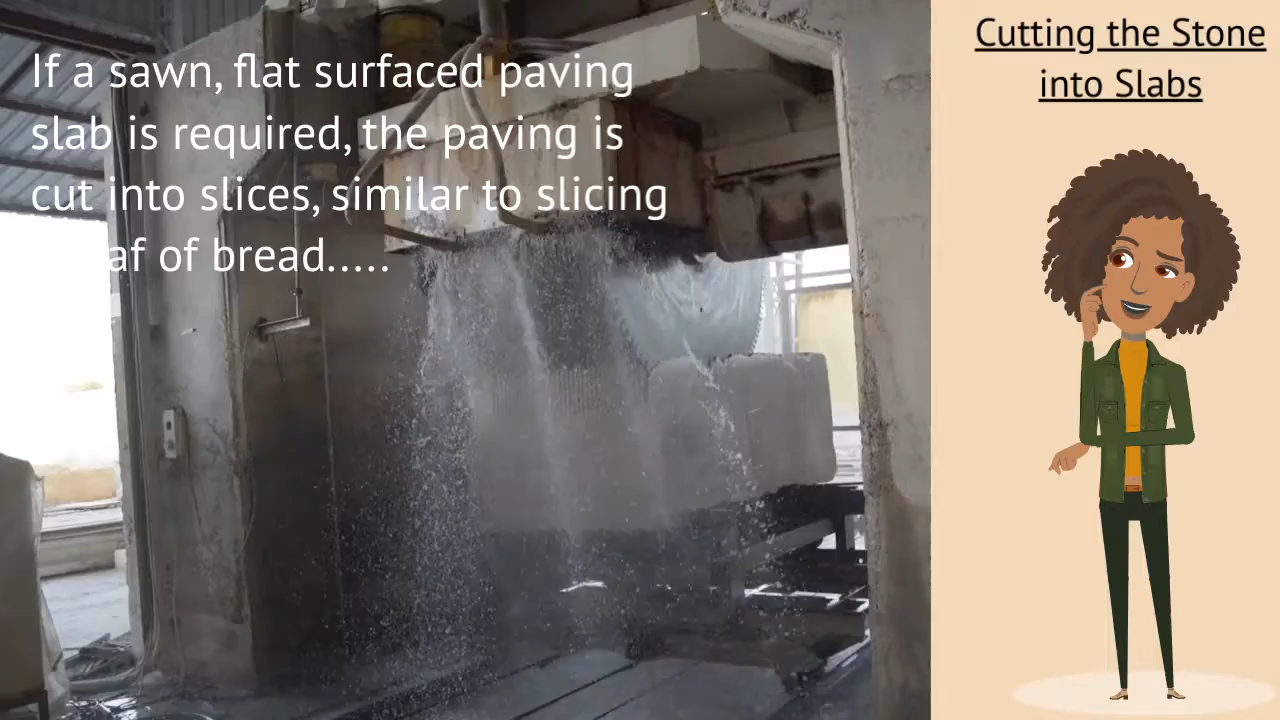 If a sawn, flat surfaced paving
slab is required, the paving is
cut into slices, similar to slicing
af of bread.....
Cutting the Stone
into Slabs